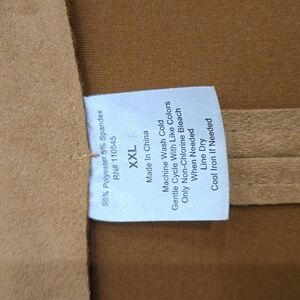 95% Polyester 5% Spandex
RN# 110545
XXL
Made In China
Machine Wash Cold
Gentle Cycle With Like Colors
Only Non-Chlorine Bleach
When Needed
Line Dry
Cool Iron If Needed